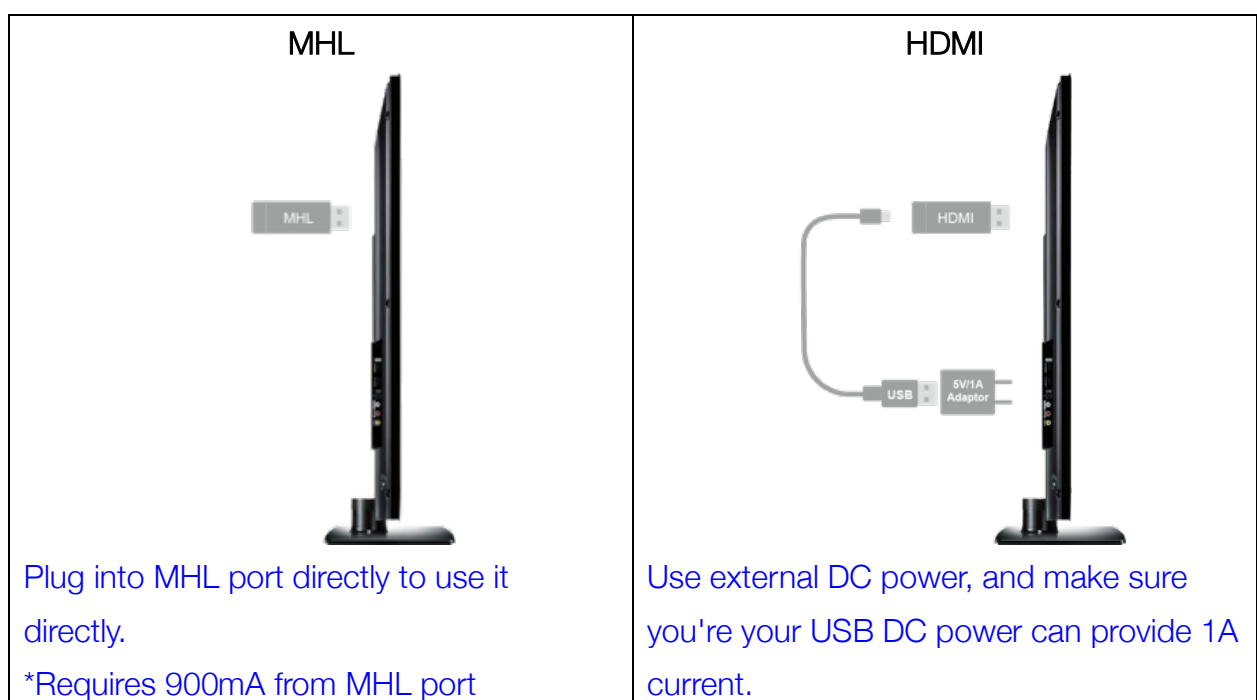 MHL
MHL
Plug into MHL port directly to use it
directly.
*Requires 900mA from MHL port
HDMI
HDMI
USB
5V/1A
Adaptor
Use external DC power, and make sure
you're your USB DC power can provide 1A
current.